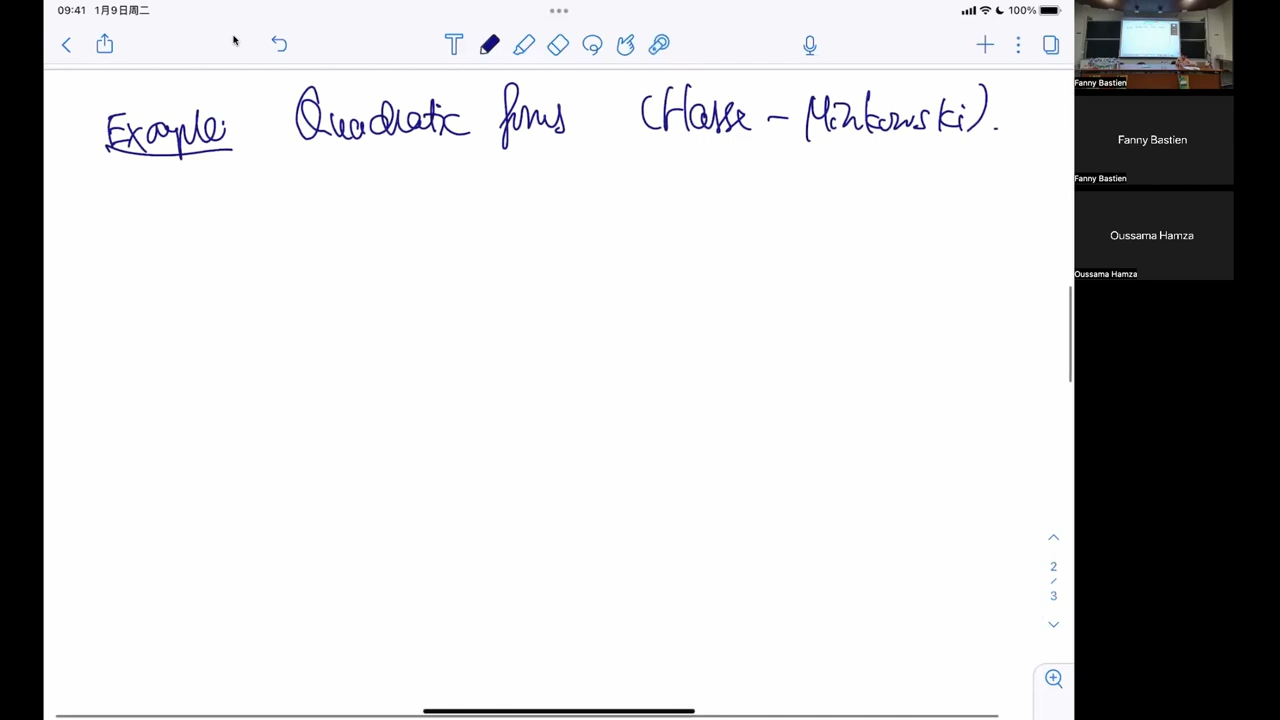 09:41 1月9日周二
100%
Example: Quadratic forms (Hasse - Minkowski).
2
/
3
Fanny Bastien
Fanny Bastien
Fanny Bastien
Oussama Hamza
Oussama Hamza